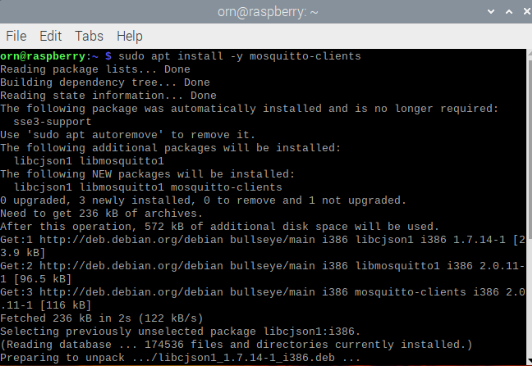 orn@raspberry: ~
File Edit Tabs Help
orn@raspberry:~ $ sudo apt install -y mosquitto-clients
Reading package lists... Done
Building dependency tree... Done
Reading state information... Done
The following package was automatically installed and is no longer required:
  sse3-support
Use 'sudo apt autoremove' to remove it.
The following additional packages will be installed:
  libcjson1 libmosquitto1
The following NEW packages will be installed:
  libcjson1 libmosquitto1 mosquitto-clients
0 upgraded, 3 newly installed, 0 to remove and 1 not upgraded.
Need to get 236 kB of archives.
After this operation, 572 kB of additional disk space will be used.
Get:1 http://deb.debian.org/debian bullseye/main i386 libcjson1 i386 1.7.14-1 [2
3.9 kB]
Get:2 http://deb.debian.org/debian bullseye/main i386 libmosquitto1 i386 2.0.11-
1 [96.5 kB]
Get:3 http://deb.debian.org/debian bullseye/main i386 mosquitto-clients i386 2.0
.11-1 [116 kB]
Fetched 236 kB in 2s (122 kB/s)
Selecting previously unselected package libcjson1:i386.
(Reading database ... 174536 files and directories currently installed.)
Preparing to unpack .../libcjson1_1.7.14-1_i386.deb ...